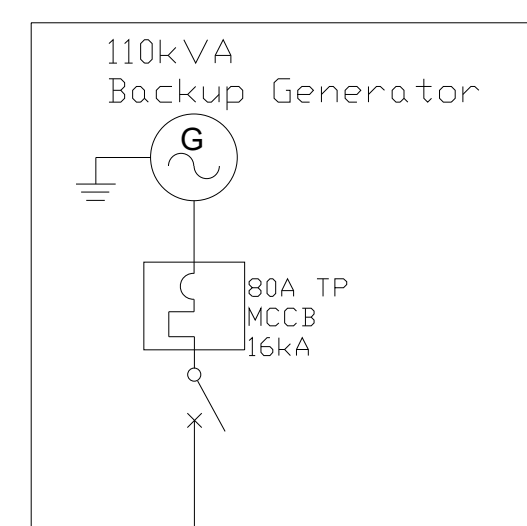 110kVA
Backup Generator
G
80A TP
MCCB
16kA